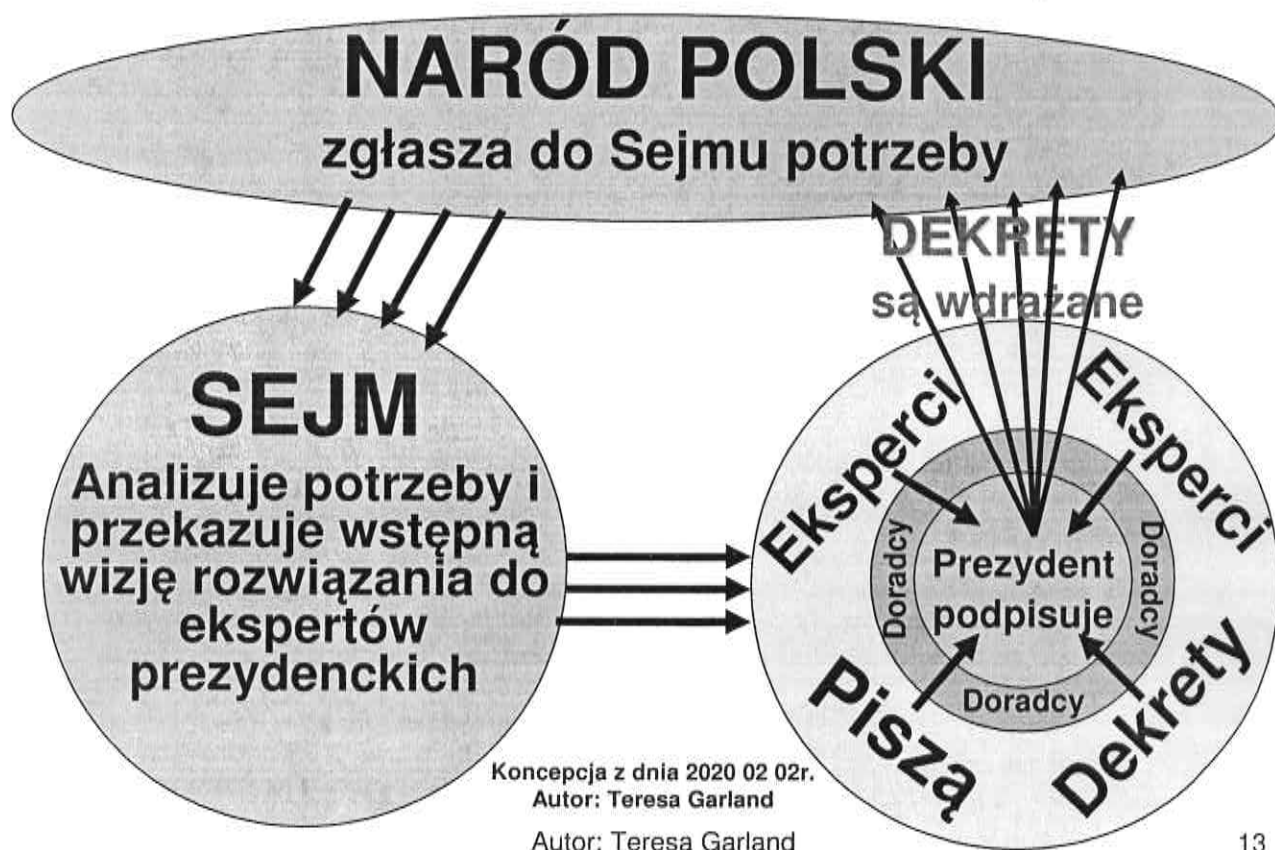 NARÓD POLSKI
zgłasza do Sejmu potrzeby
DEKRETY
są wdrażane
SEJM
Analizuje potrzeby i
przekazuje wstępną
wizję rozwiązania do
ekspertów
prezydenckich
Eksperci
Eksperci
Doradcy
Doradcy
Prezydent
podpisuje
Doradcy
Piszą
Dekrety
Koncepcja z dnia 2020 02 02r.
Autor: Teresa Garland
Autor: Teresa Garland
13